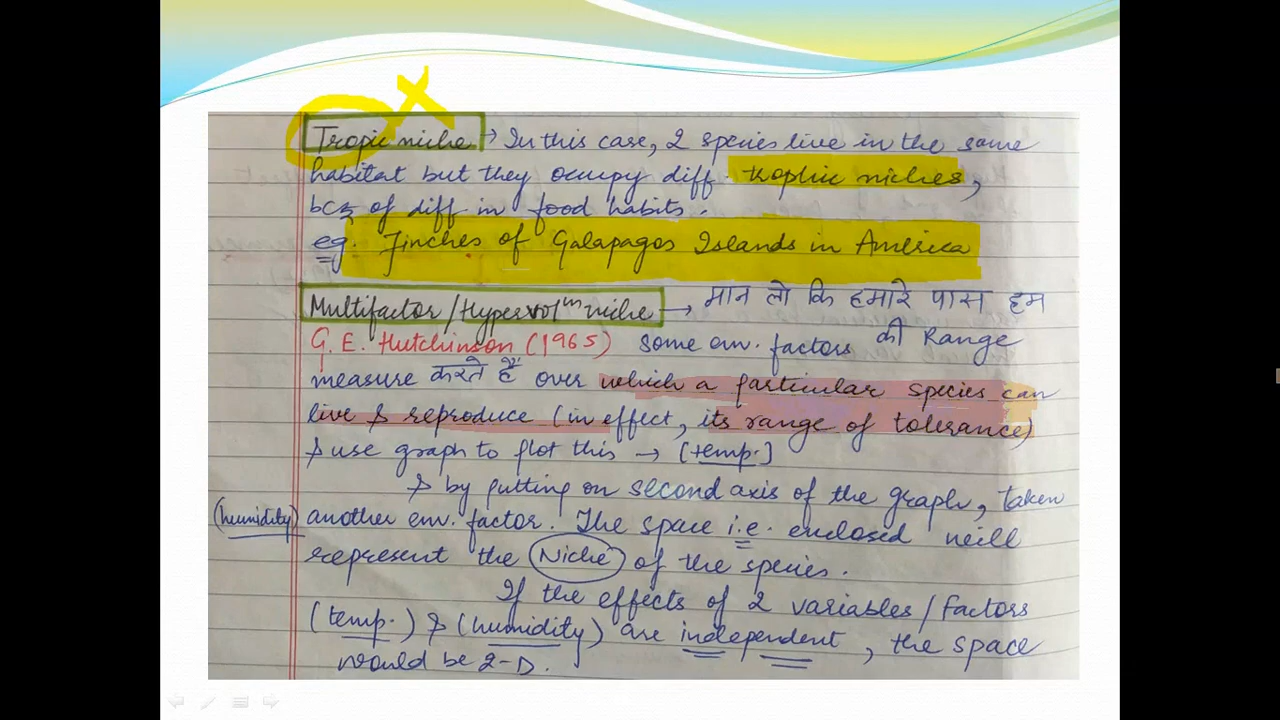 Tropic niche → In this case, 2 species live in the same
habitat but they occupy diff. trophic niches,
bcz of diff in food habits.
eg. Finches of Galapagos Islands in America
Multifactor/Hypervolᵐ niche → मान लो कि हमारे पास हम
G.E. Hutchinson (1965) some env. factors की Range
measure करते हैं over which a particular species can
live & reproduce (in effect, its range of tolerance)
& use graph to plot this → [temp.]
& by putting on second axis of the graph, taken
(humidity) another env. factor. The space i.e. enclosed will
represent the Niche of the species.
If the effects of 2 variables/factors
(temp.) & (humidity) are independent, the space
would be 2-D.